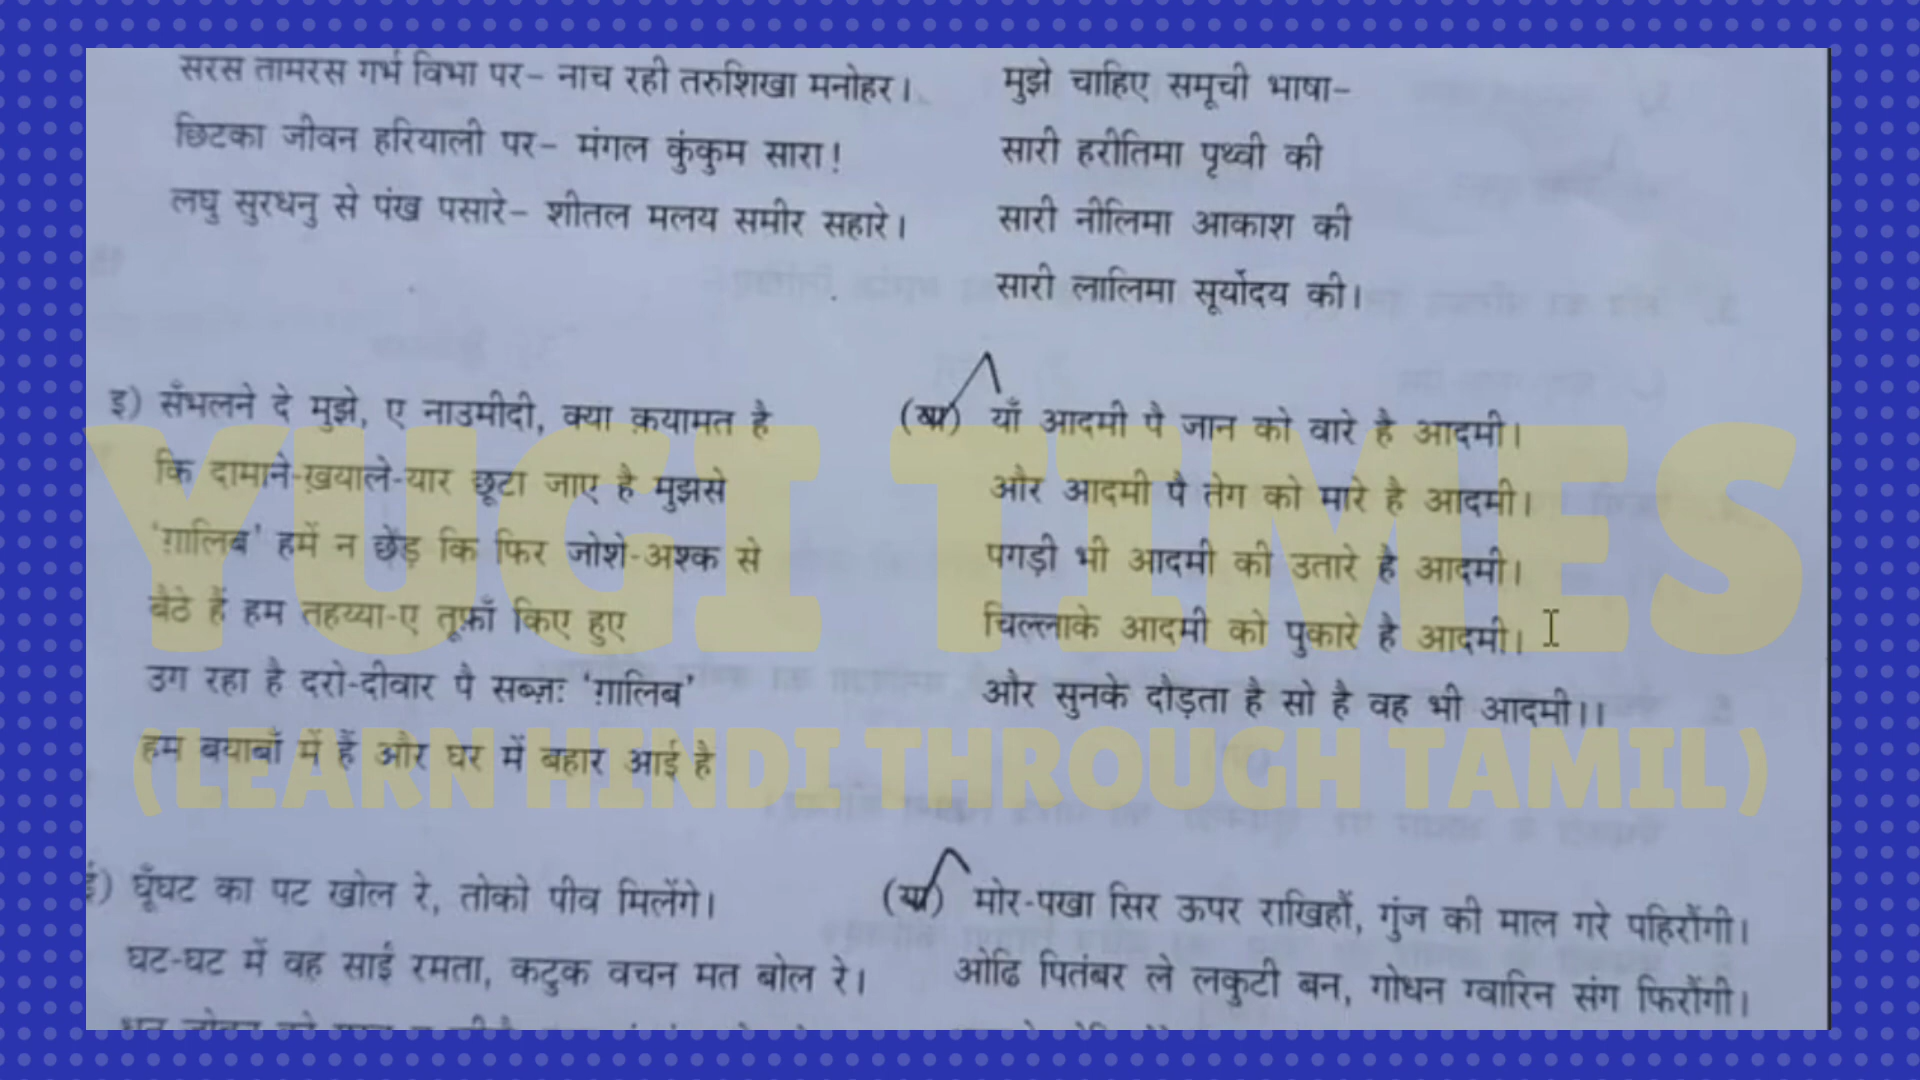 सरस तामरस गर्भ विभा पर- नाच रही तरुशिखा मनोहर।
छिटका जीवन हरियाली पर- मंगल कुंकुम सारा!
लघु सुरधनु से पंख पसारे- शीतल मलय समीर सहारे।
मुझे चाहिए समूची भाषा-
सारी हरीतिमा पृथ्वी की
सारी नीलिमा आकाश की
सारी लालिमा सूर्योदय की।
इ) सँभलने दे मुझे, ए नाउमीदी, क्या क़यामत है
कि दामाने-ख़याले-यार छूटा जाए है मुझसे
'ग़ालिब' हमें न छेड़ कि फिर जोशे-अश्क से
बैठे हैं हम तहय्या-ए तूफ़ाँ किए हुए
उग रहा है दरो-दीवार पै सब्ज़ः 'ग़ालिब'
हम बयाबाँ में हैं और घर में बहार आई है
(या) याँ आदमी पै जान को वारे है आदमी।
और आदमी पै तेग को मारे है आदमी।
पगड़ी भी आदमी की उतारे है आदमी।
चिल्लाके आदमी को पुकारे है आदमी।
और सुनके दौड़ता है सो है वह भी आदमी।।
YUGI TIMES
(LEARN HINDI THROUGH TAMIL)
ई) घूँघट का पट खोल रे, तोको पीव मिलेंगे।
घट-घट में वह साईं रमता, कटुक वचन मत बोल रे।
(या) मोर-पखा सिर ऊपर राखिहौं, गुंज की माल गरे पहिरौंगी।
ओढि पितंबर ले लकुटी बन, गोधन ग्वारिन संग फिरौंगी।